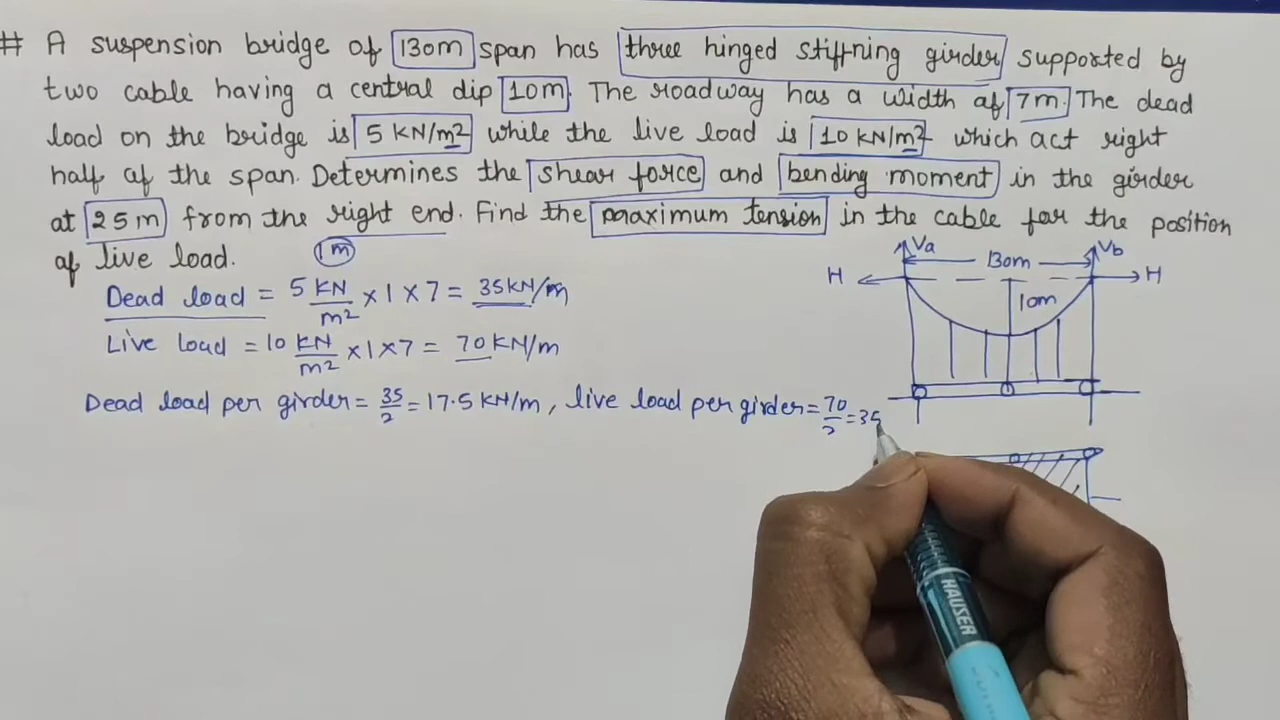 # A suspension bridge of 130m span has three hinged stiffning girder supported by
two cable having a central dip 10m. The roadway has a width of 7m. The dead
load on the bridge is 5 KN/m2 while the live load is 10 KN/m2 which act right
half of the span. Determines the shear force and bending moment in the girder
at 25m from the right end. Find the maximum tension in the cable for the position
of live load.
1m
Dead load = 5 KN/m2 x 1 x 7 = 35KN/m
Live load = 10 KN/m2 x 1 x 7 = 70 KN/m
Dead load per girder = 35/2 = 17.5 KN/m, live load per girder = 70/2 = 35
Va Vb
130m
H H
10m
HAUSER